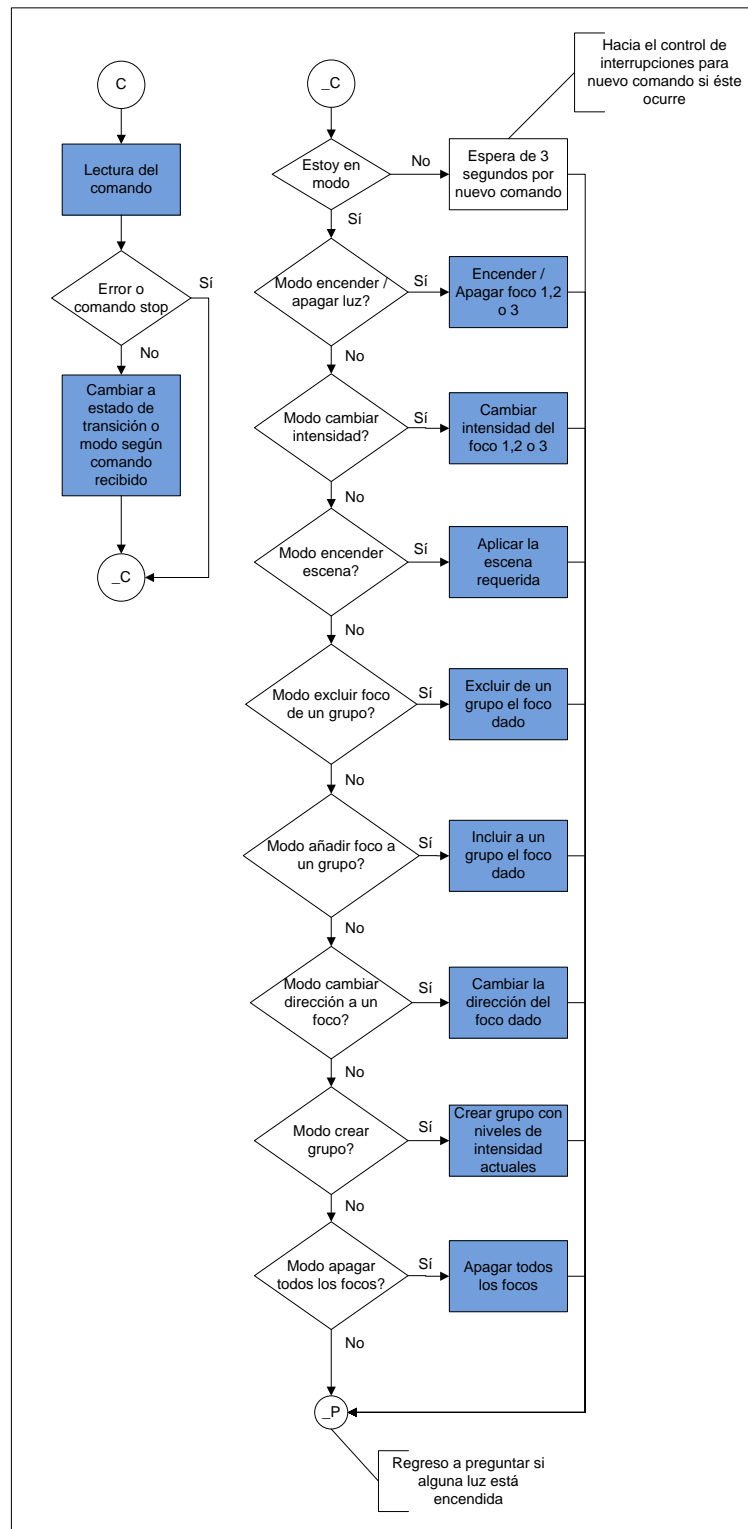 Hacia el control de
interrupciones para
nuevo comando si éste
ocurre
C
Lectura del
comando
Error o
comando stop
Sí
No
Cambiar a
estado de
transición o
modo según
comando
recibido
_C
_C
Estoy en
modo
No
Espera de 3
segundos por
nuevo comando
Sí
Modo encender /
apagar luz?
Sí
Encender /
Apagar foco 1,2
o 3
No
Modo cambiar
intensidad?
Sí
Cambiar
intensidad del
foco 1,2 o 3
No
Modo encender
escena?
Sí
Aplicar la
escena
requerida
No
Modo excluir foco
de un grupo?
Sí
Excluir de un
grupo el foco
dado
No
Modo añadir foco a
un grupo?
Sí
Incluir a un
grupo el foco
dado
No
Modo cambiar
dirección a un
foco?
Sí
Cambiar la
dirección del
foco dado
No
Modo crear
grupo?
Sí
Crear grupo con
niveles de
intensidad
actuales
No
Modo apagar
todos los focos?
Sí
Apagar todos
los focos
No
_P
Regreso a preguntar si
alguna luz está
encendida